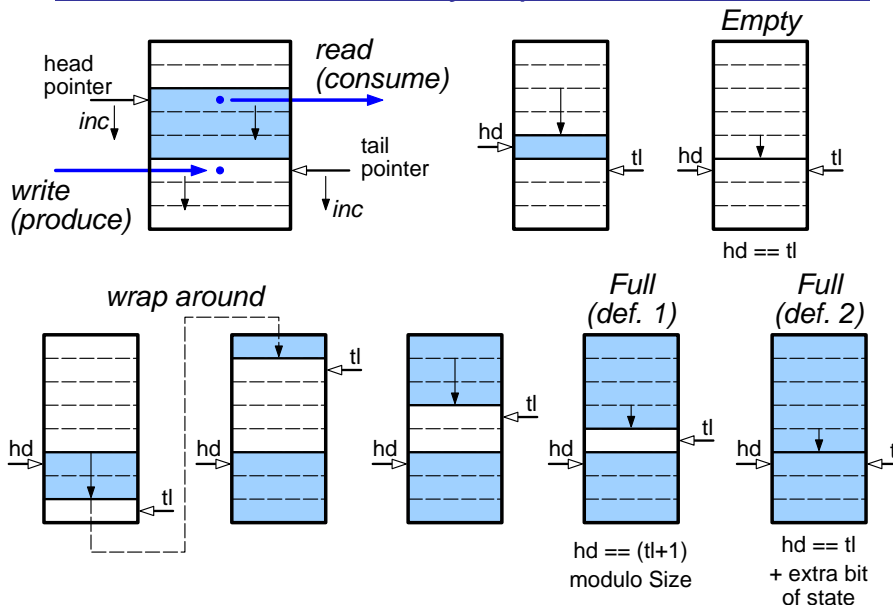 Empty
read
(consume)
head
pointer
inc
tail
pointer
write
(produce)
inc
hd
tl
hd
tl
hd == tl
wrap around
Full
(def. 1)
Full
(def. 2)
hd
tl
hd
tl
hd
tl
hd
tl
hd
hd == (tl+1)
modulo Size
hd == tl
+ extra bit
of state